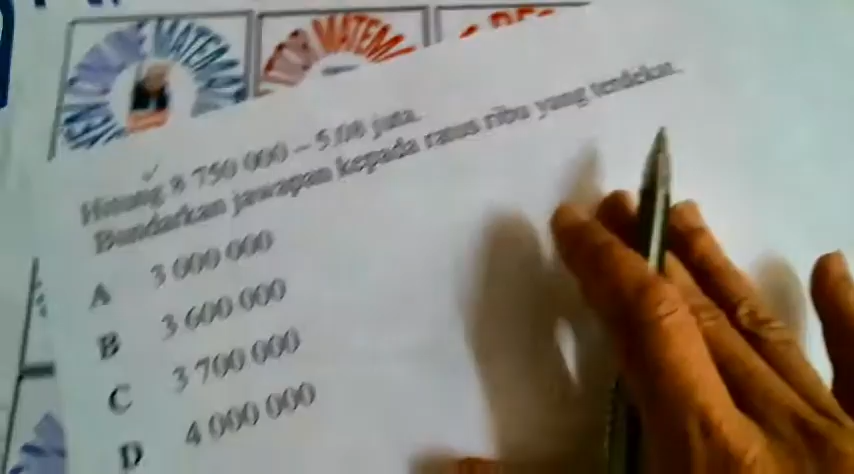 MATEM
Hitung 8 750 000 – 5.08 juta.
Bundarkan jawapan kepada ratus ribu yang terdekat.
A 3 000 000
B 3 600 000
C 3 700 000
D 4 000 000